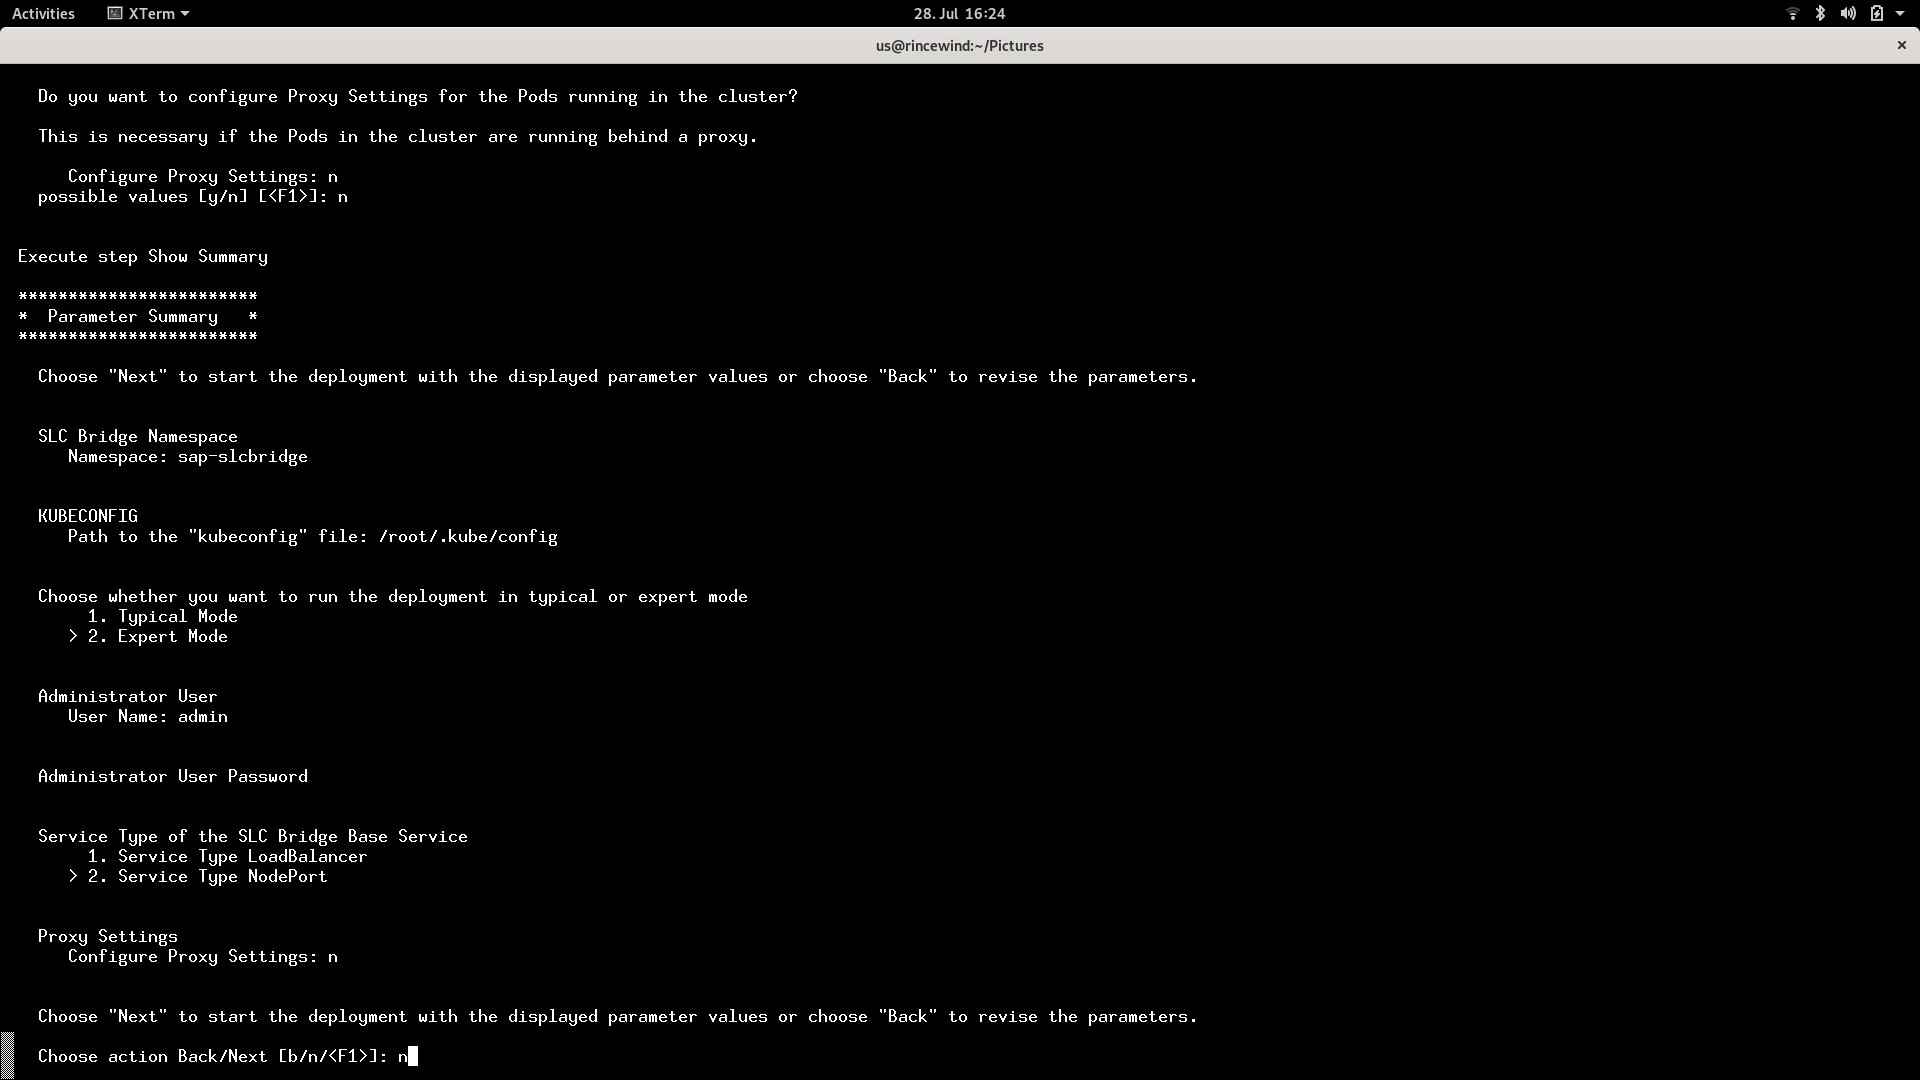 Activities XTerm 28. Jul 16:24
us@rincewind:~/Pictures ×
Do you want to configure Proxy Settings for the Pods running in the cluster?
This is necessary if the Pods in the cluster are running behind a proxy.
Configure Proxy Settings: n
possible values [y/n] [<F1>]: n
Execute step Show Summary
************************
*  Parameter Summary   *
************************
Choose "Next" to start the deployment with the displayed parameter values or choose "Back" to revise the parameters.
SLC Bridge Namespace
Namespace: sap-slcbridge
KUBECONFIG
Path to the "kubeconfig" file: /root/.kube/config
Choose whether you want to run the deployment in typical or expert mode
1. Typical Mode
> 2. Expert Mode
Administrator User
User Name: admin
Administrator User Password
Service Type of the SLC Bridge Base Service
1. Service Type LoadBalancer
> 2. Service Type NodePort
Proxy Settings
Configure Proxy Settings: n
Choose "Next" to start the deployment with the displayed parameter values or choose "Back" to revise the parameters.
Choose action Back/Next [b/n/<F1>]: n